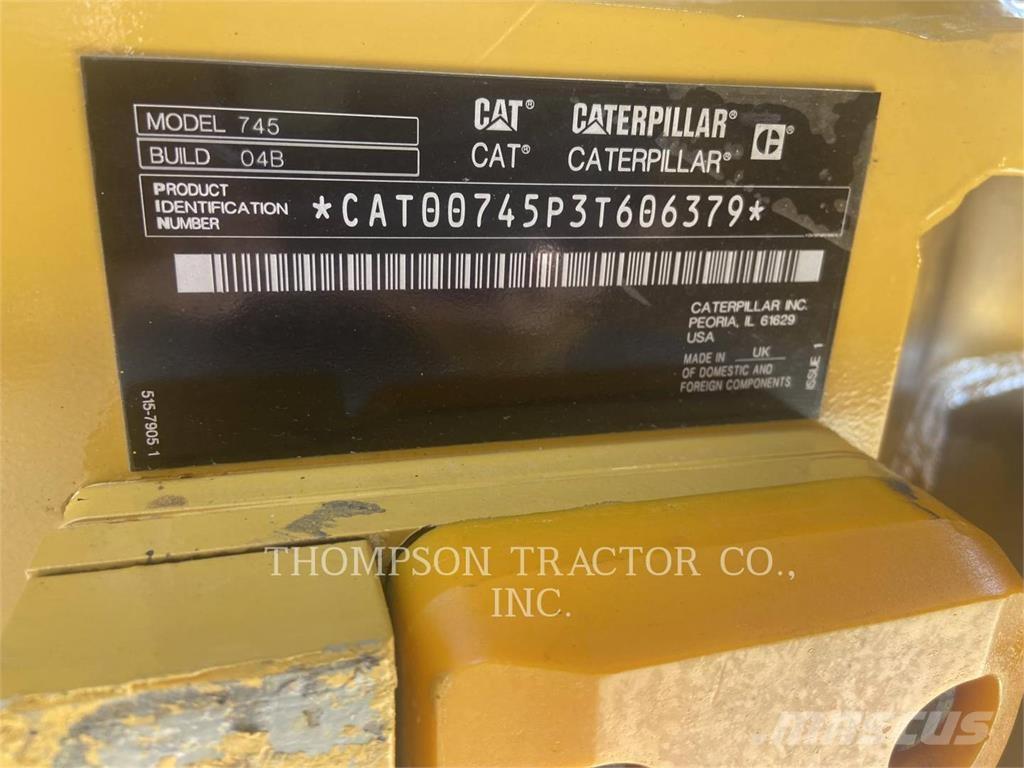 MODEL 745
BUILD 04B
CAT® CATERPILLAR®
CAT® CATERPILLAR®
PRODUCT
IDENTIFICATION
NUMBER
*CAT00745P3T606379*
CATERPILLAR INC.
PEORIA, IL 61629
USA
MADE IN UK
OF DOMESTIC AND
FOREIGN COMPONENTS
ISSUE 1
515-7905 1
THOMPSON TRACTOR CO.,
INC.
mascus